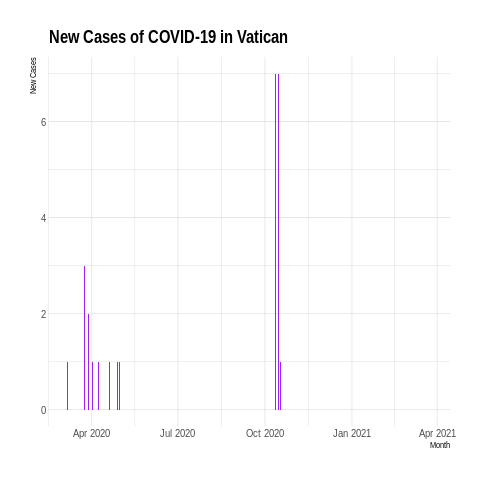 New Cases of COVID-19 in Vatican
New Cases
6
4
2
0
Apr 2020 Jul 2020 Oct 2020 Jan 2021 Apr 2021
Month